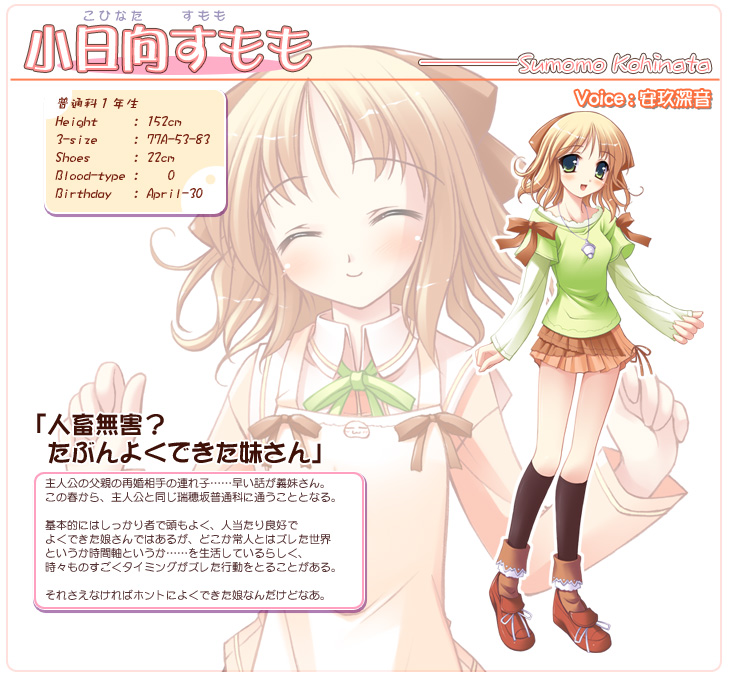 こひなた すもも
小日向すもも
Sumomo Kohinata
Voice : 安玖深音
普通科1年生
Height : 152cm
3-size : 77A-53-83
Shoes : 22cm
Blood-type : O
Birthday : April-30
「人畜無害?
たぶんよくできた妹さん」
主人公の父親の再婚相手の連れ子……早い話が義妹さん。
この春から、主人公と同じ瑞穂坂普通科に通うこととなる。
基本的にはしっかり者で頭もよく、人当たり良好で
よくできた娘さんではあるが、どこか常人とはズレた世界
というか時間軸というか……を生活しているらしく、
時々ものすごくタイミングがズレた行動をとることがある。
それさえなければホントによくできた娘なんだけどなあ。